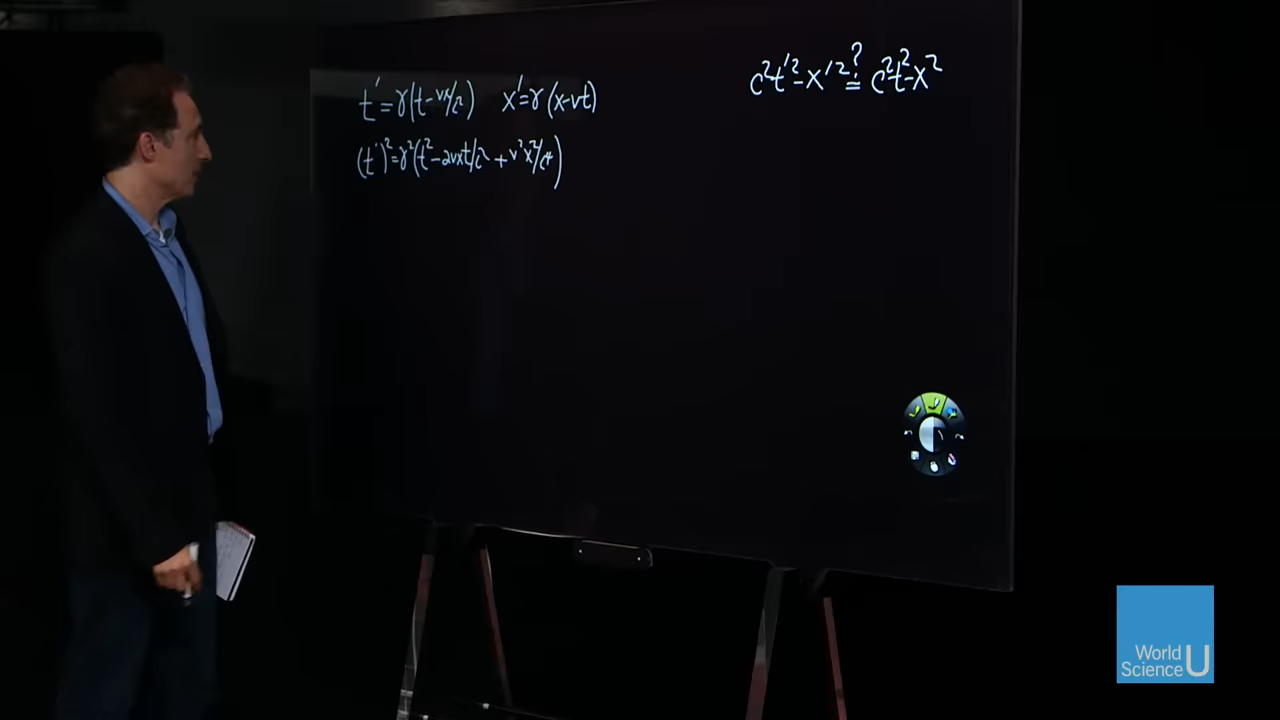 t' = γ(t - vx/c²) x' = γ(x - vt)
(t')² = γ²(t² - 2vxt/c² + v²x²/c⁴)
c²t'² - x'² ≟ c²t² - x²
World
Science U